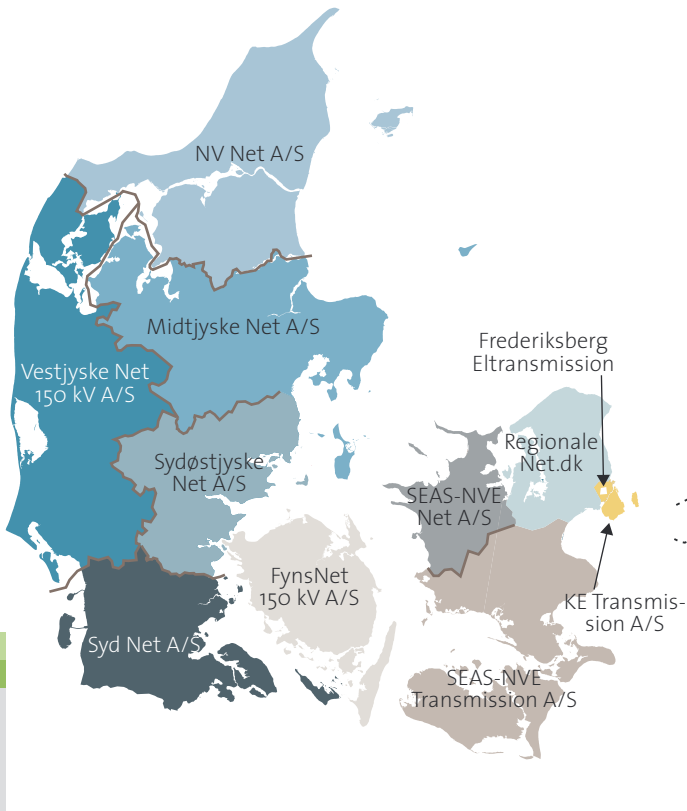 NV Net A/S
Midtjyske Net A/S
Vestjyske Net
150 kV A/S
Frederiksberg
Eltransmission
Regionale
Net.dk
Sydøstjyske
Net A/S
SEAS-NVE
Net A/S
FynsNet
150 kV A/S
KE Transmis-
sion A/S
Syd Net A/S
SEAS-NVE
Transmission A/S